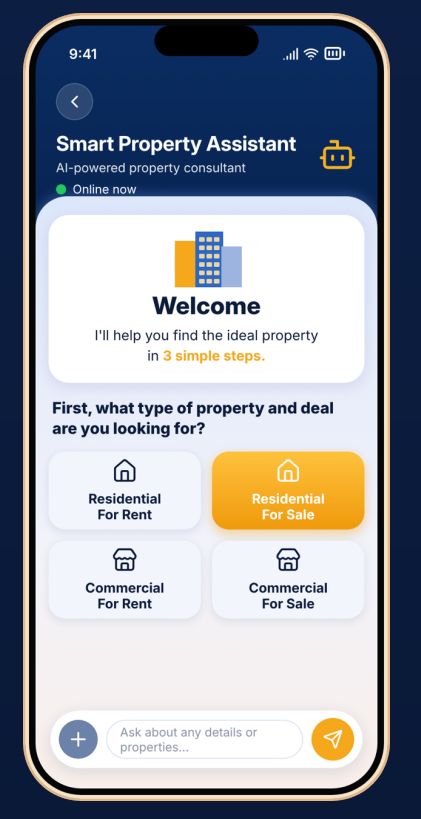 9:41
Smart Property Assistant
AI-powered property consultant
Online now
Welcome
I'll help you find the ideal property
in 3 simple steps.
First, what type of property and deal
are you looking for?
Residential
For Rent
Residential
For Sale
Commercial
For Rent
Commercial
For Sale
Ask about any details or
properties...